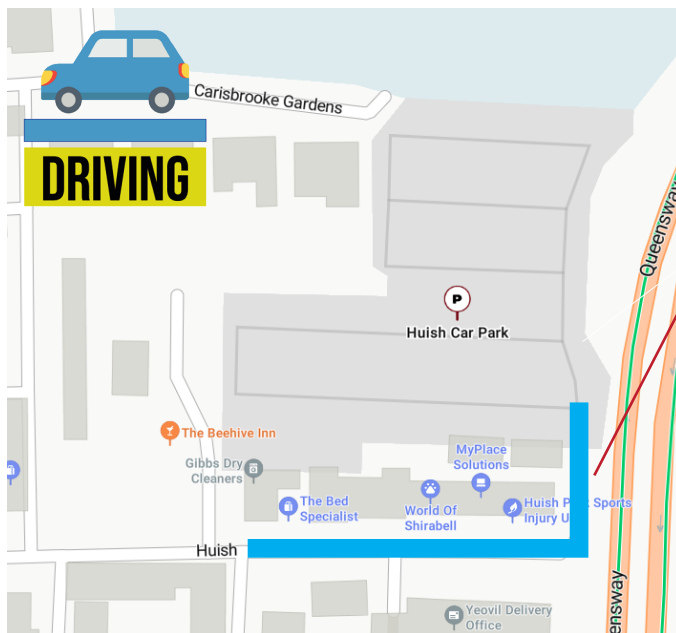 Carisbrooke Gardens
DRIVING
Queensway
P
Huish Car Park
The Beehive Inn
Gibbs Dry
Cleaners
MyPlace
Solutions
The Bed
Specialist
World Of
Shirabell
Huish P k Sports
Injury U
Huish
ensway
Yeovil Delivery
Office